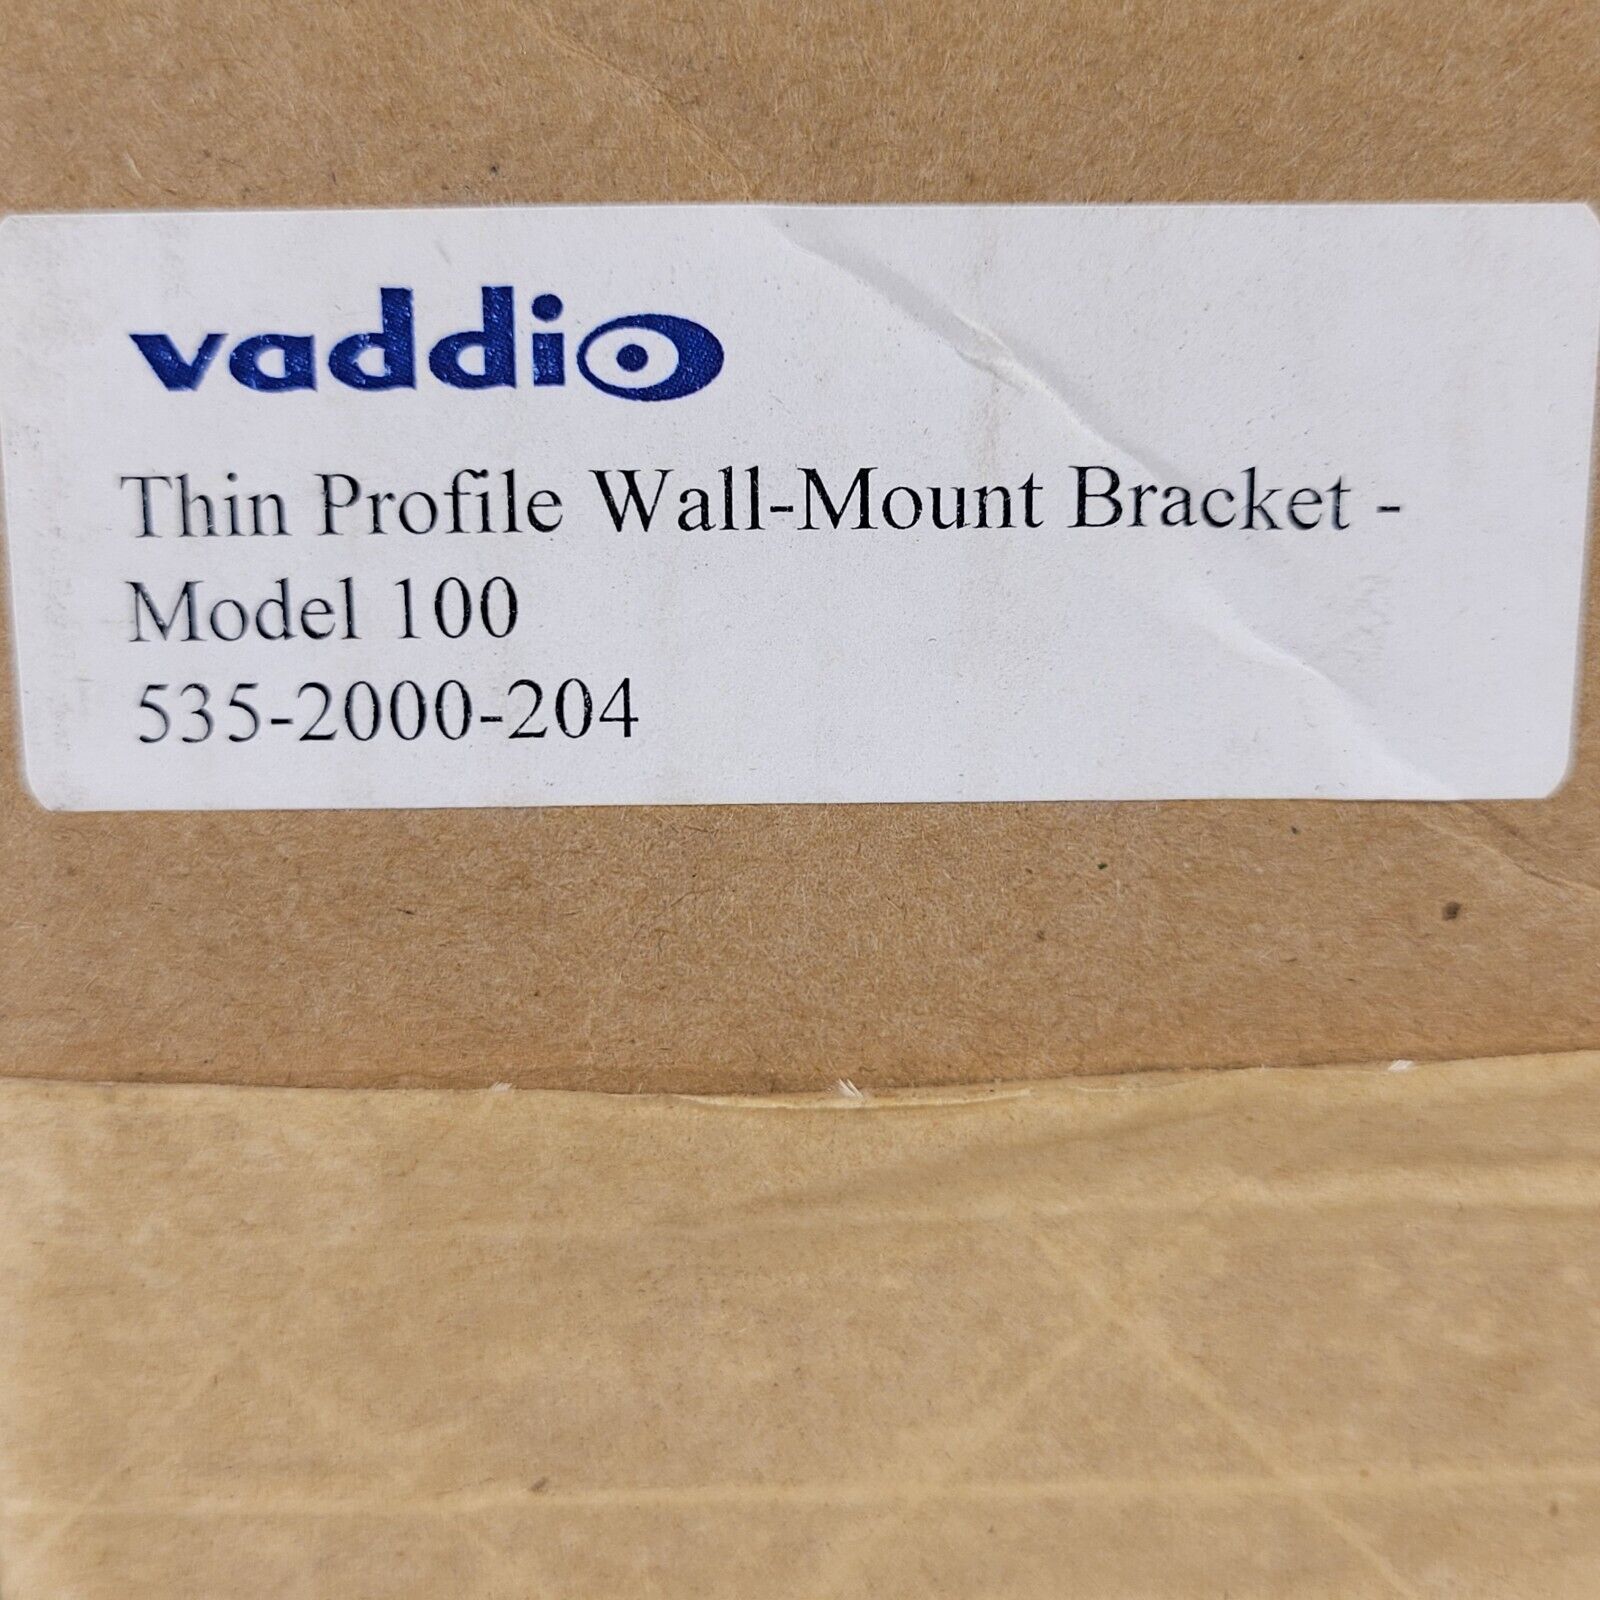 vaddio
Thin Profile Wall-Mount Bracket -
Model 100
535-2000-204